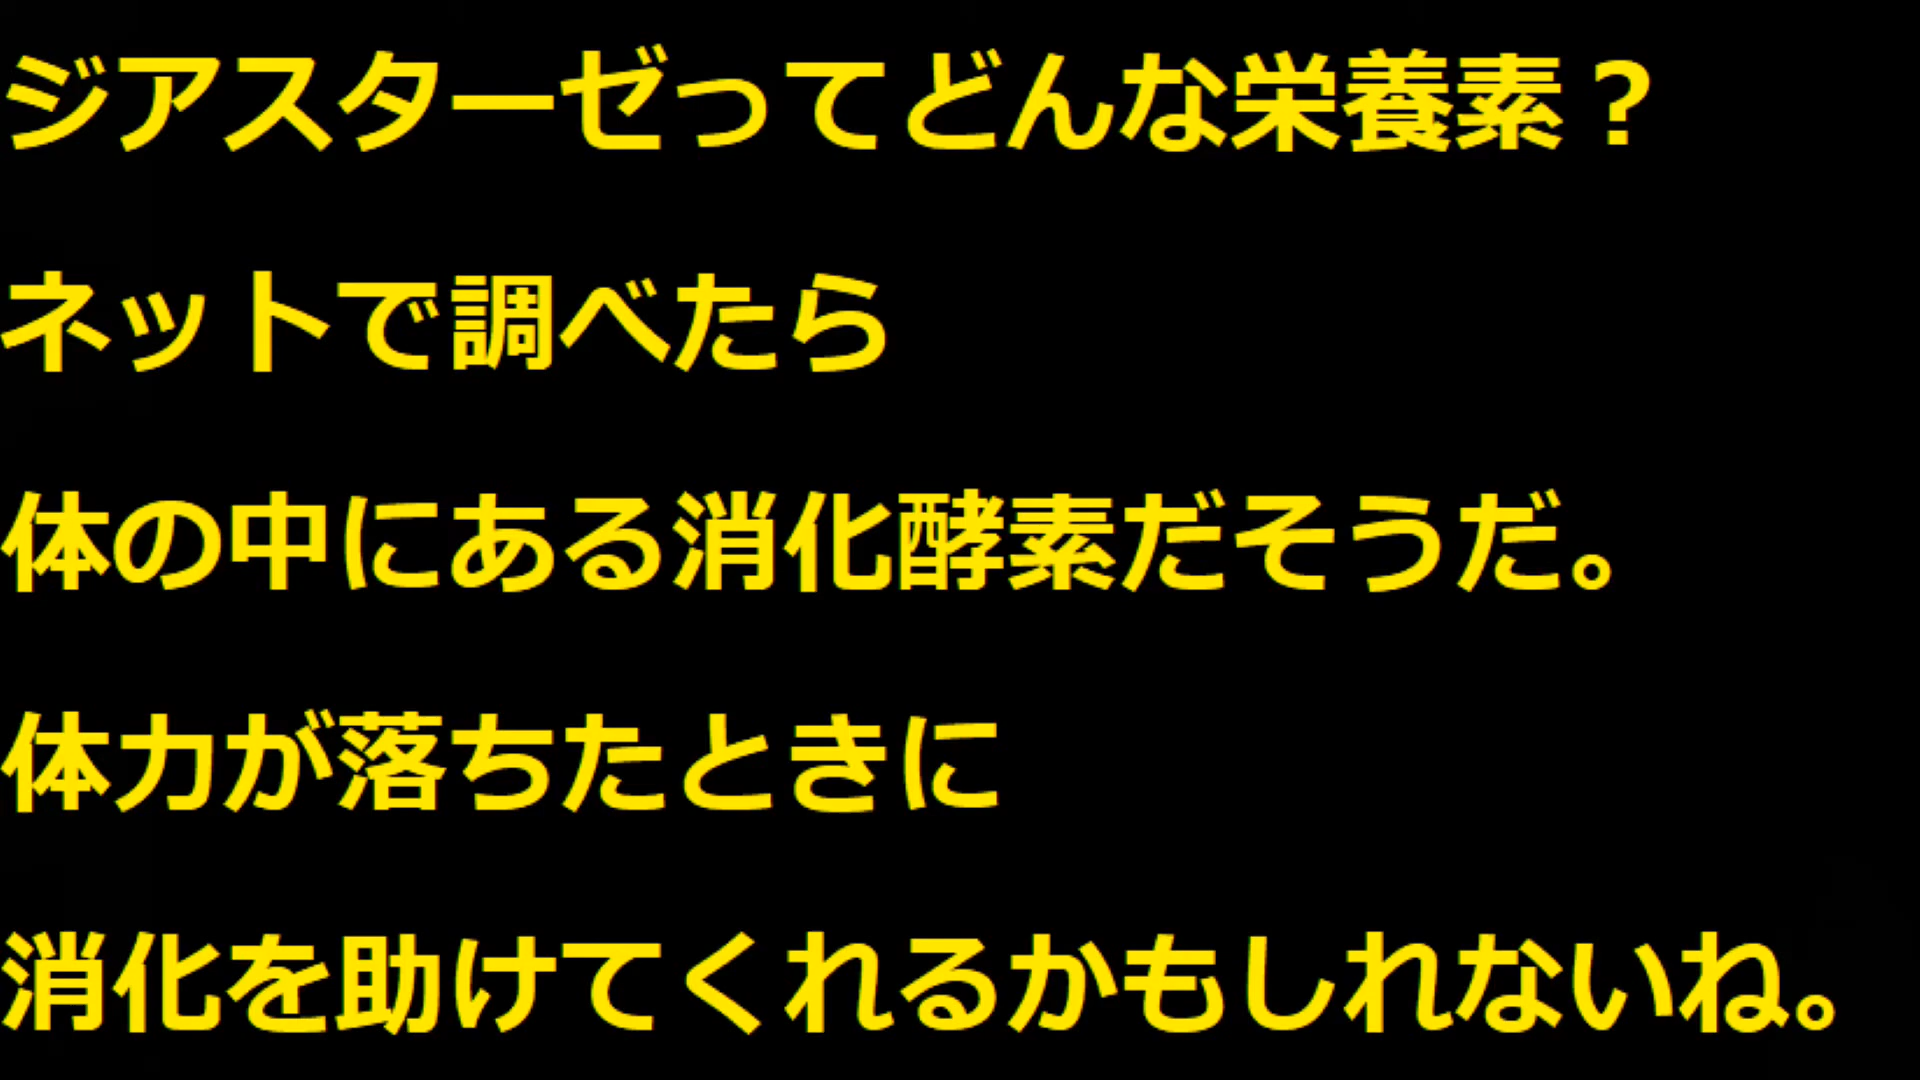 ジアスターゼってどんな栄養素？
ネットで調べたら
体の中にある消化酵素だそうだ。
体力が落ちたときに
消化を助けてくれるかもしれないね。